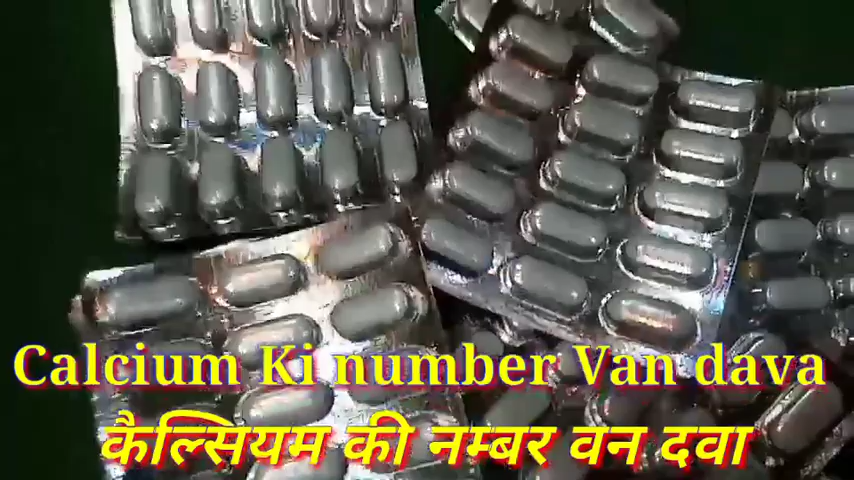 Calcium Ki number Van dava
कैल्सियम की नम्बर वन दवा